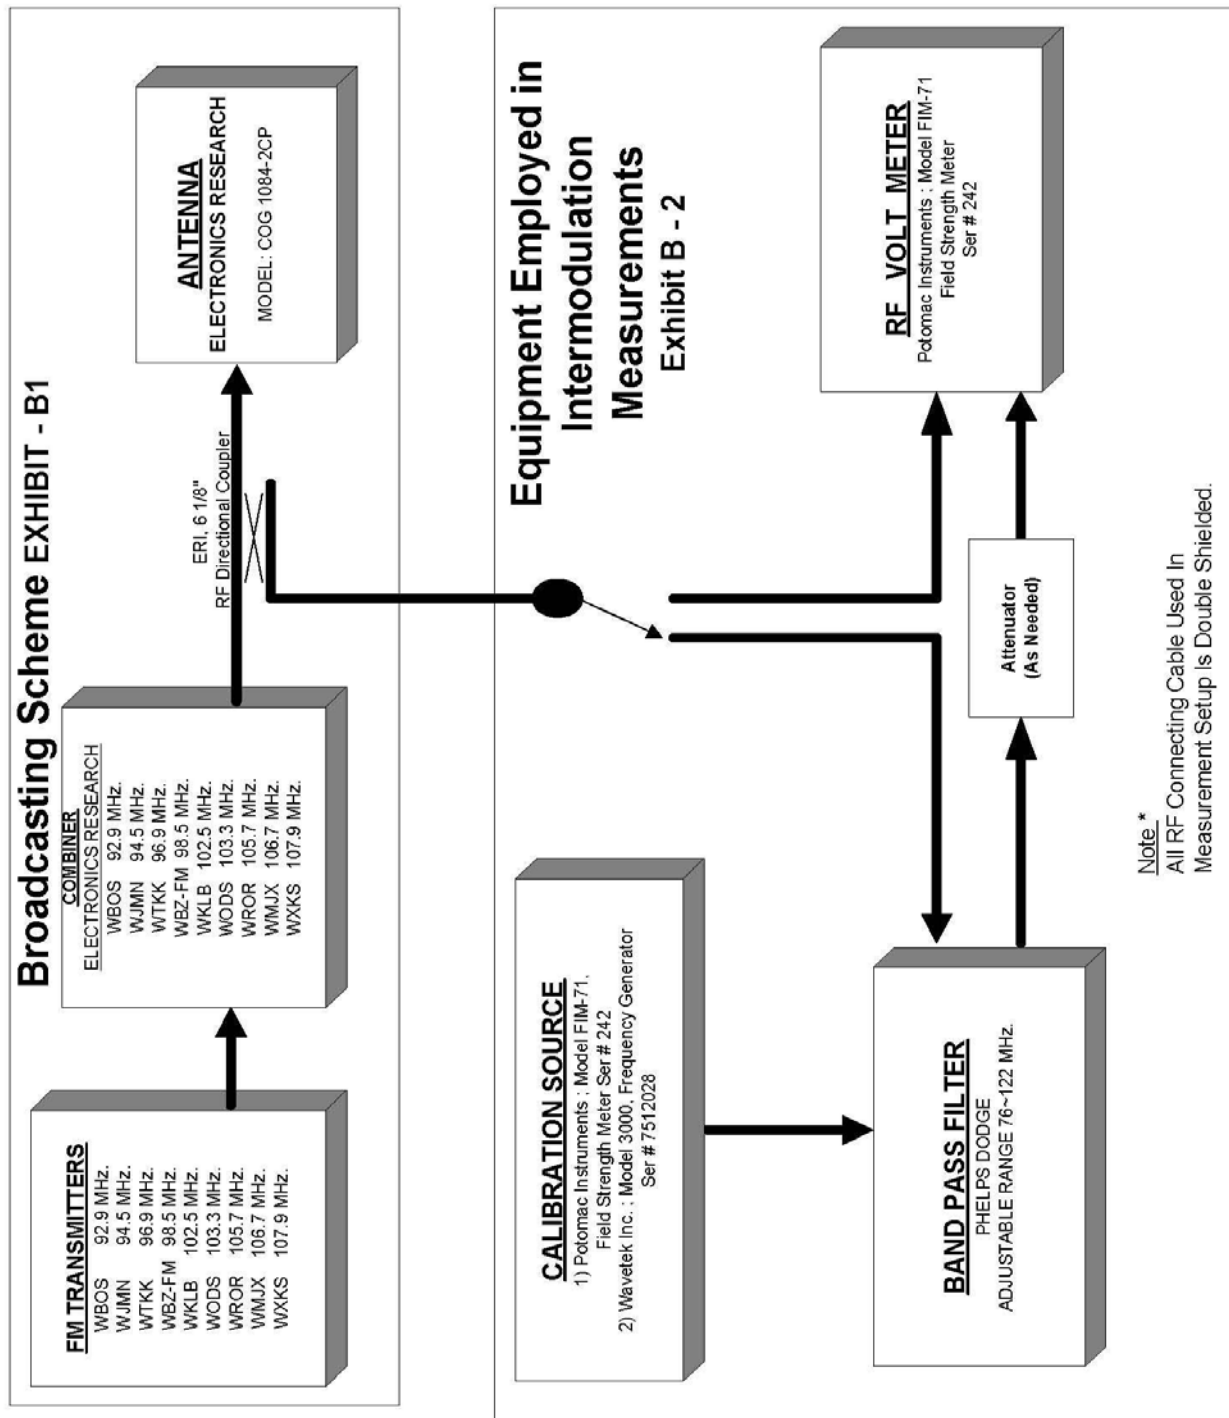 Broadcasting Scheme EXHIBIT - B1
FM TRANSMITTERS
WBOS 92.9 MHz.
WJMN 94.5 MHz.
WTKK 96.9 MHz.
WBZ-FM 98.5 MHz.
WKLB 102.5 MHz.
WODS 103.3 MHz.
WROR 105.7 MHz.
WMJX 106.7 MHz.
WXKS 107.9 MHz.
COMBINER
ELECTRONICS RESEARCH
WBOS 92.9 MHz.
WJMN 94.5 MHz.
WTKK 96.9 MHz.
WBZ-FM 98.5 MHz.
WKLB 102.5 MHz.
WODS 103.3 MHz.
WROR 105.7 MHz.
WMJX 106.7 MHz.
WXKS 107.9 MHz.
ERI, 6 1/8"
RF Directional Coupler
ANTENNA
ELECTRONICS RESEARCH
MODEL: COG 1084-2CP
Equipment Employed in
Intermodulation
Measurements
Exhibit B - 2
CALIBRATION SOURCE
1) Potomac Instruments ; Model FIM-71.
Field Strength Meter Ser # 242
2) Wavetek Inc. ; Model 3000, Frequency Generator
Ser # 7512028
RF VOLT METER
Potomac Instruments ; Model FIM-71
Field Strength Meter
Ser # 242
BAND PASS FILTER
PHELPS DODGE
ADJUSTABLE RANGE 76~122 MHz.
Attenuator
(As Needed)
Note *
All RF Connecting Cable Used In
Measurement Setup Is Double Shielded.